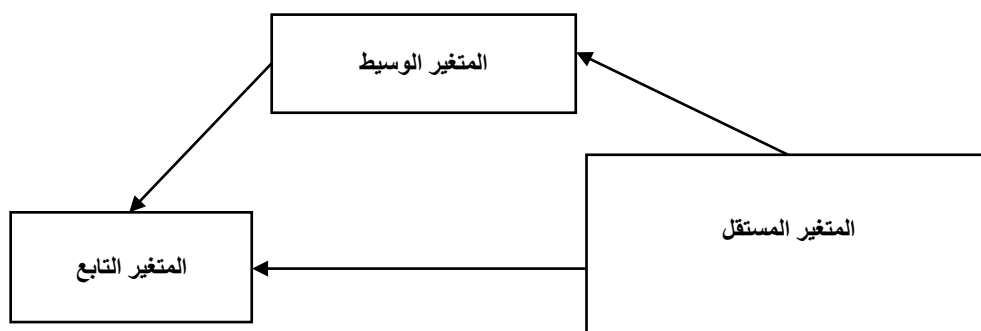 المتغير الوسيط
المتغير المستقل
المتغير التابع